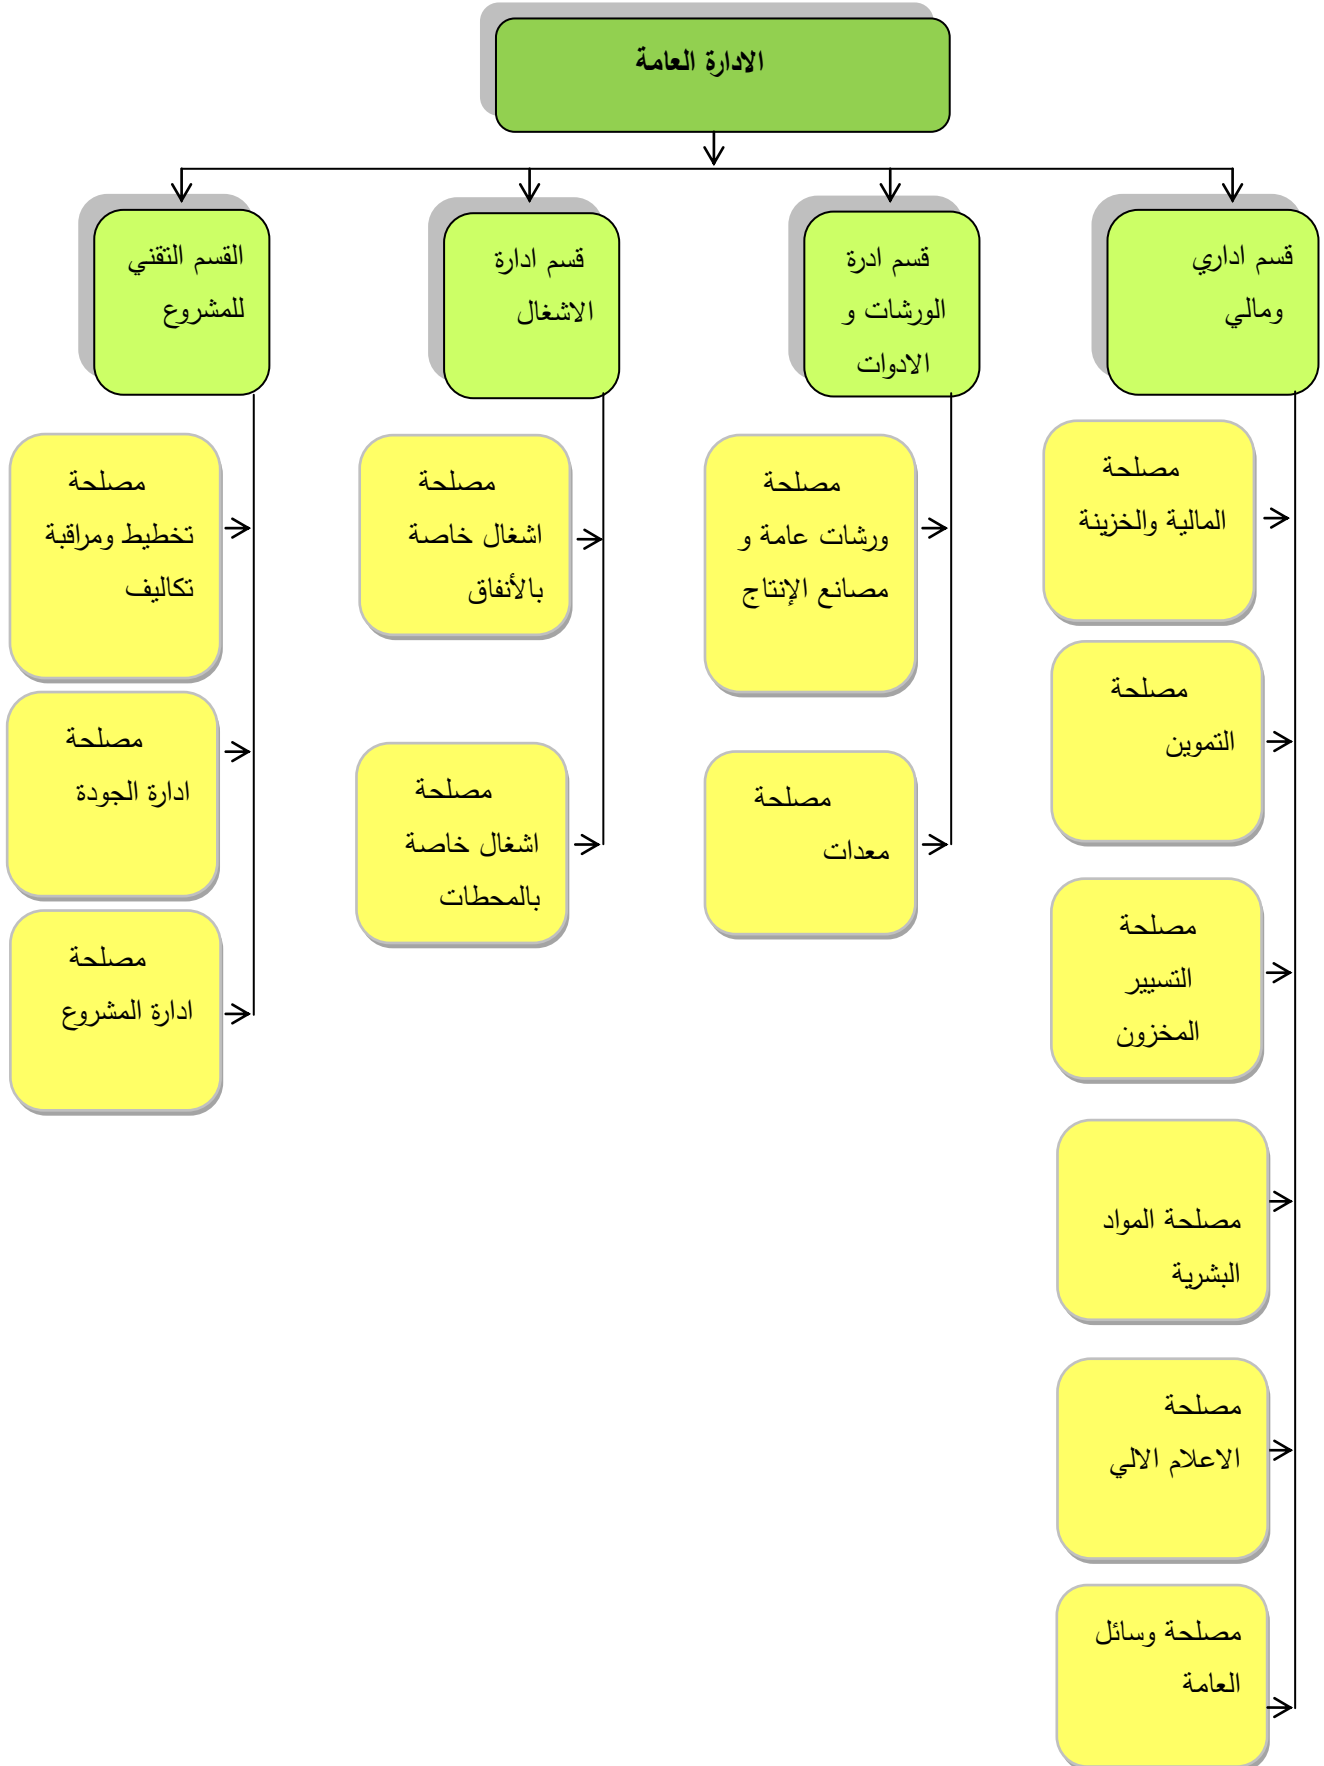 الادارة العامة
قسم اداري
ومالي
قسم ادرة
الورشات و
الادوات
قسم ادارة
الاشغال
القسم التقني
للمشروع
مصلحة
المالية والخزينة
مصلحة
التموين
مصلحة
التسيير
المخزون
مصلحة المواد
البشرية
مصلحة
الاعلام الالي
مصلحة وسائل
العامة
مصلحة
ورشات عامة و
مصانع الإنتاج
مصلحة
معدات
مصلحة
اشغال خاصة
بالأنفاق
مصلحة
اشغال خاصة
بالمحطات
مصلحة
تخطيط ومراقبة
تكاليف
مصلحة
ادارة الجودة
مصلحة
ادارة المشروع